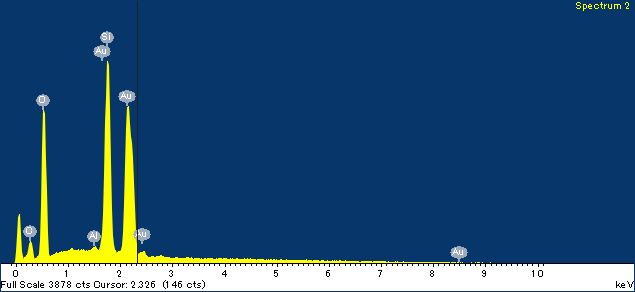 Spectrum 2
Si
Au
Au
O
C
Al
Au
Au
0 1 2 3 4 5 6 7 8 9 10
Full Scale 3878 cts Cursor: 2.326 (146 cts) keV